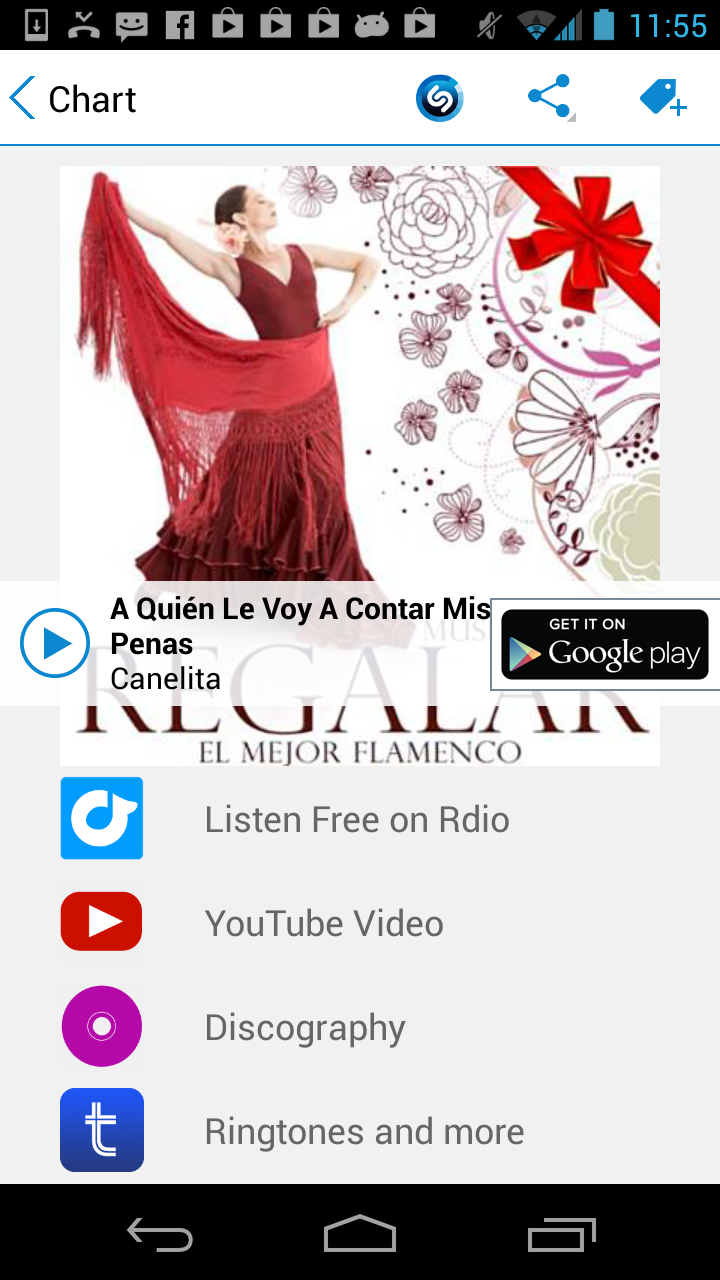 11:55
Chart
A Quién Le Voy A Contar Mis
Penas
Canelita
GET IT ON
Google play
MUS
REGALAR
EL MEJOR FLAMENCO
Listen Free on Rdio
YouTube Video
Discography
Ringtones and more